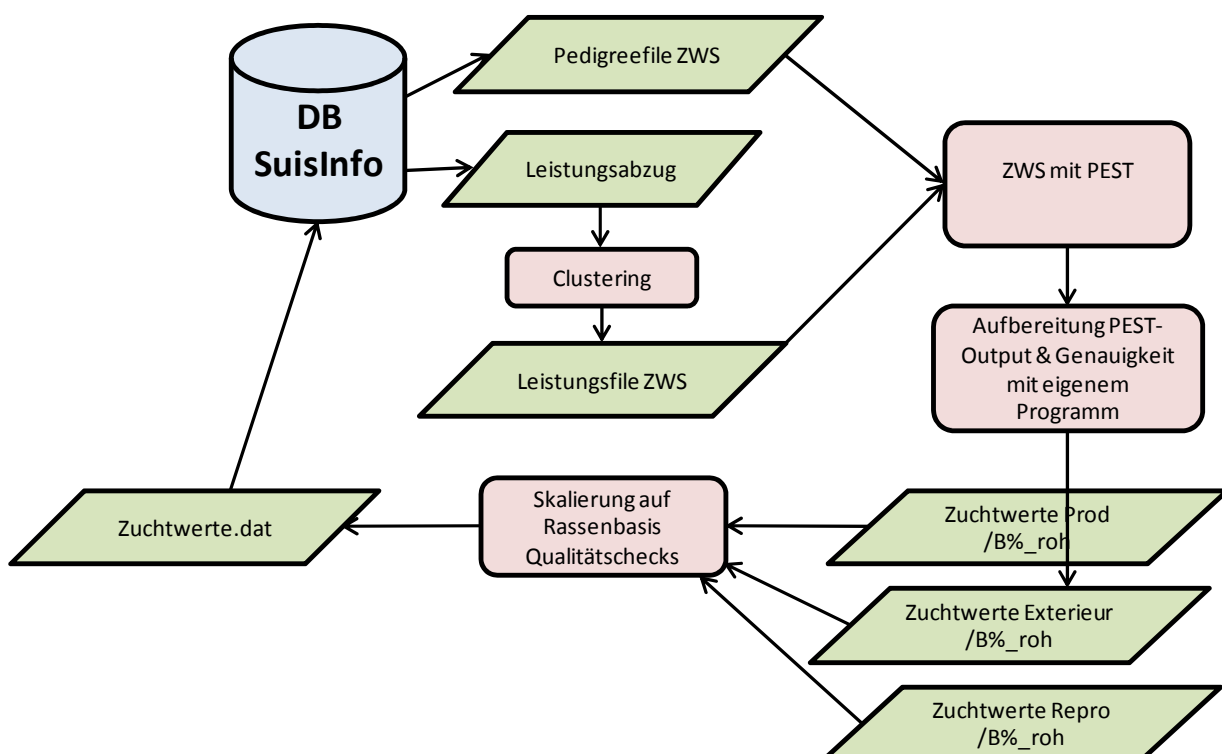 Pedigreefile ZWS
DB
SuisInfo
Leistungsabzug
ZWS mit PEST
Clustering
Aufbereitung PEST-
Output & Genauigkeit
mit eigenem
Programm
Leistungsfile ZWS
Zuchtwerte.dat
Skalierung auf
Rassenbasis
Qualitätschecks
Zuchtwerte Prod
/B%_roh
Zuchtwerte Exterieur
/B%_roh
Zuchtwerte Repro
/B%_roh